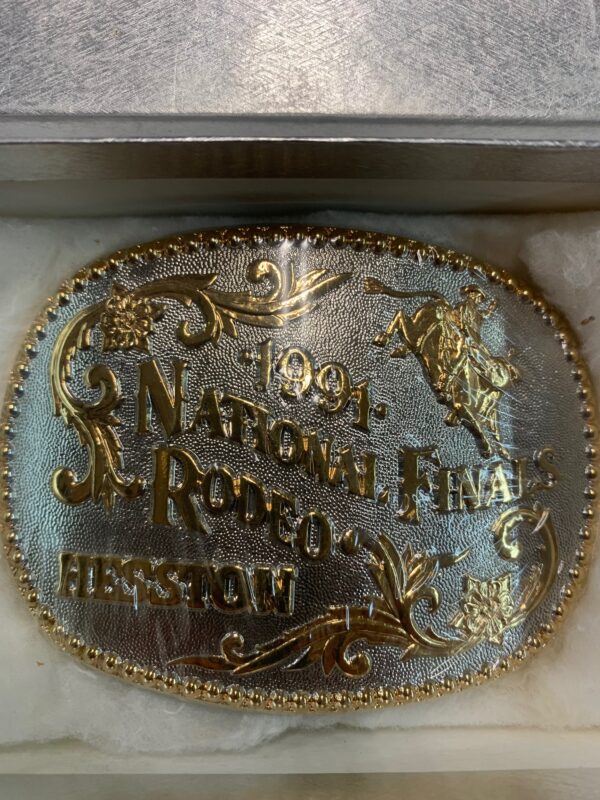 ·1991·
NATIONAL FINALS
RODEO
HESSTON